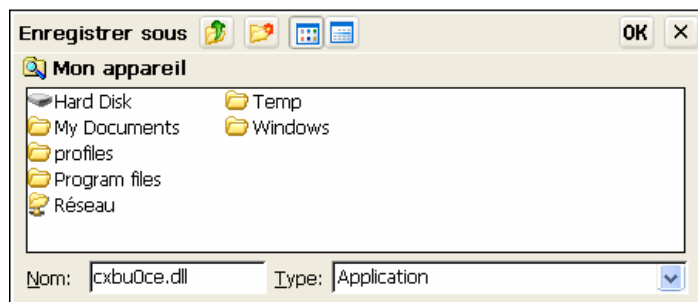 Enregistrer sous OK ×
Mon appareil
Hard Disk Temp
My Documents Windows
profiles
Program files
Réseau
Nom: cxbu0ce.dll Type: Application